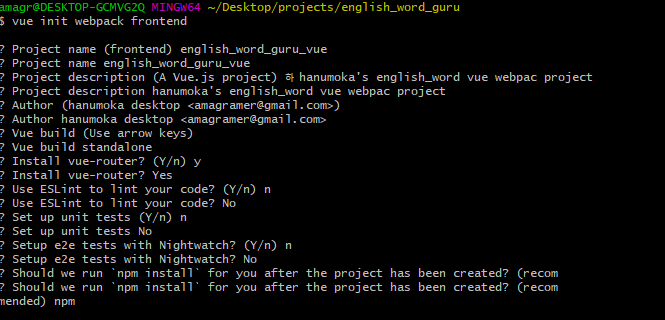 amagr@DESKTOP-GCMVG2Q MINGW64 ~/Desktop/projects/english_word_guru
$ vue init webpack frontend
? Project name (frontend) english_word_guru_vue
? Project name english_word_guru_vue
? Project description (A Vue.js project) 하 hanumoka's english_word vue webpac project
? Project description hanumoka's english_word vue webpac project
? Author (hanumoka desktop <amagramer@gmail.com>)
? Author hanumoka desktop <amagramer@gmail.com>
? Vue build (Use arrow keys)
? Vue build standalone
? Install vue-router? (Y/n) y
? Install vue-router? Yes
? Use ESLint to lint your code? (Y/n) n
? Use ESLint to lint your code? No
? Set up unit tests (Y/n) n
? Set up unit tests No
? Setup e2e tests with Nightwatch? (Y/n) n
? Setup e2e tests with Nightwatch? No
? Should we run `npm install` for you after the project has been created? (recom
? Should we run `npm install` for you after the project has been created? (recom
mended) npm